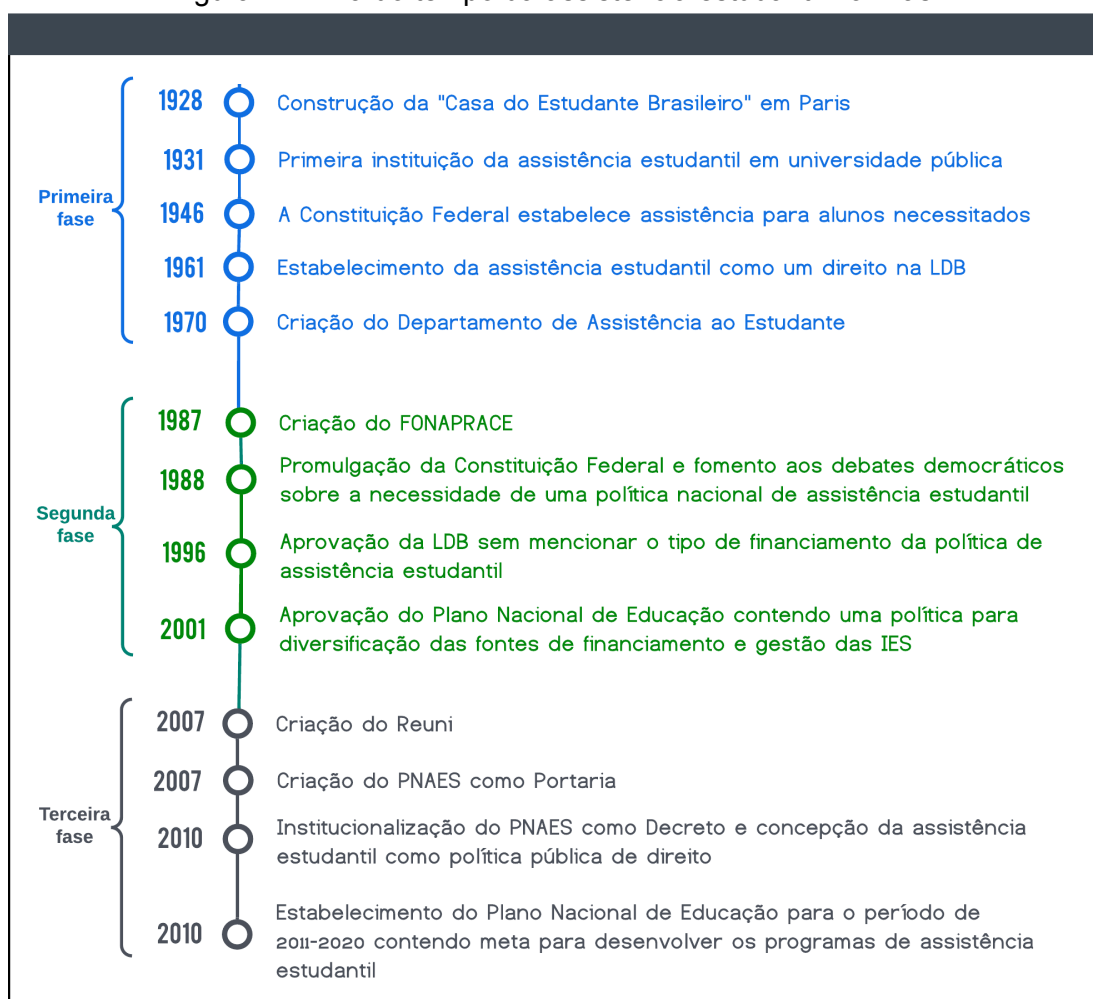 1928 Construção da "Casa do Estudante Brasileiro" em Paris
1931 Primeira instituição da assistência estudantil em universidade pública
Primeira
fase
1946 A Constituição Federal estabelece assistência para alunos necessitados
1961 Estabelecimento da assistência estudantil como um direito na LDB
1970 Criação do Departamento de Assistência ao Estudante
1987 Criação do FONAPRACE
1988 Promulgação da Constituição Federal e fomento aos debates democráticos
sobre a necessidade de uma política nacional de assistência estudantil
Segunda
fase
1996 Aprovação da LDB sem mencionar o tipo de financiamento da política de
assistência estudantil
2001 Aprovação do Plano Nacional de Educação contendo uma política para
diversificação das fontes de financiamento e gestão das IES
2007 Criação do Reuni
2007 Criação do PNAES como Portaria
Terceira
fase
2010 Institucionalização do PNAES como Decreto e concepção da assistência
estudantil como política pública de direito
2010 Estabelecimento do Plano Nacional de Educação para o período de
2011-2020 contendo meta para desenvolver os programas de assistência
estudantil